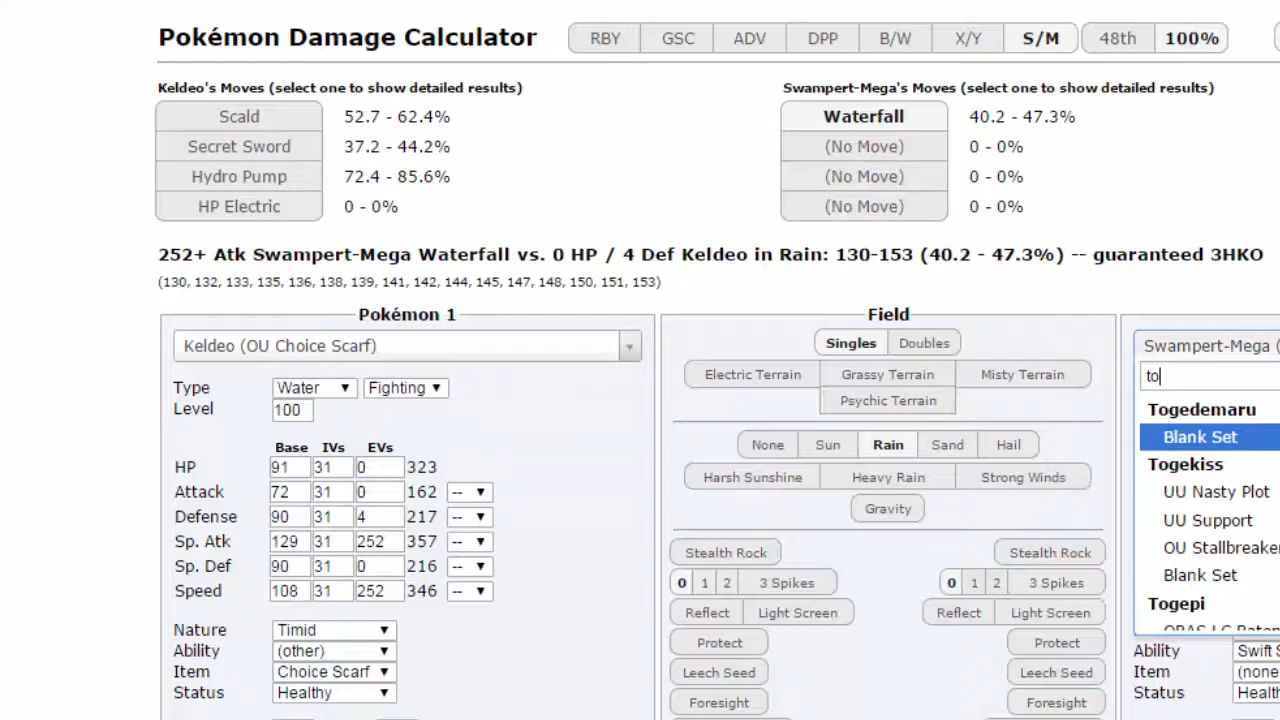 Pokémon Damage Calculator RBY GSC ADV DPP B/W X/Y S/M 48th 100%
Keldeo's Moves (select one to show detailed results) Swampert-Mega's Moves (select one to show detailed results)
Scald 52.7 - 62.4% Waterfall 40.2 - 47.3%
Secret Sword 37.2 - 44.2% (No Move) 0 - 0%
Hydro Pump 72.4 - 85.6% (No Move) 0 - 0%
HP Electric 0 - 0% (No Move) 0 - 0%
252+ Atk Swampert-Mega Waterfall vs. 0 HP / 4 Def Keldeo in Rain: 130-153 (40.2 - 47.3%) -- guaranteed 3HKO
(130, 132, 133, 135, 136, 138, 139, 141, 142, 144, 145, 147, 148, 150, 151, 153)
Pokémon 1
Keldeo (OU Choice Scarf)
Type Water Fighting
Level 100
Base IVs EVs
HP 91 31 0 323
Attack 72 31 0 162 --
Defense 90 31 4 217 --
Sp. Atk 129 31 252 357 --
Sp. Def 90 31 0 216 --
Speed 108 31 252 346 --
Nature Timid
Ability (other)
Item Choice Scarf
Status Healthy
Field
Singles Doubles
Electric Terrain Grassy Terrain Misty Terrain
Psychic Terrain
None Sun Rain Sand Hail
Harsh Sunshine Heavy Rain Strong Winds
Gravity
Stealth Rock Stealth Rock
0 1 2 3 Spikes 0 1 2 3 Spikes
Reflect Light Screen Reflect Light Screen
Protect Protect
Leech Seed Leech Seed
Foresight Foresight
Swampert-Mega (
to
Togedemaru
Blank Set
Togekiss
UU Nasty Plot
UU Support
OU Stallbreake
Blank Set
Togepi
Ability Swift S
Item (none
Status Health